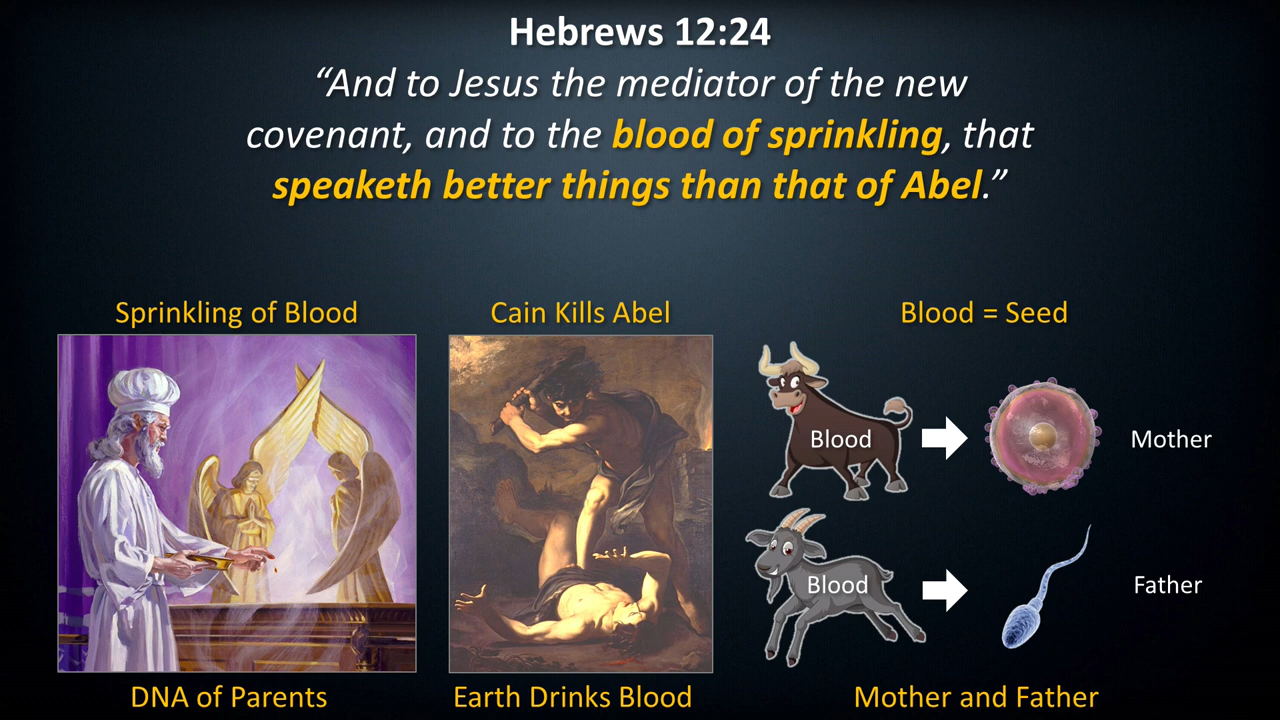 Hebrews 12:24
“And to Jesus the mediator of the new
covenant, and to the blood of sprinkling, that
speaketh better things than that of Abel.”
Sprinkling of Blood
Cain Kills Abel
Blood = Seed
Blood
Mother
Blood
Father
DNA of Parents
Earth Drinks Blood
Mother and Father